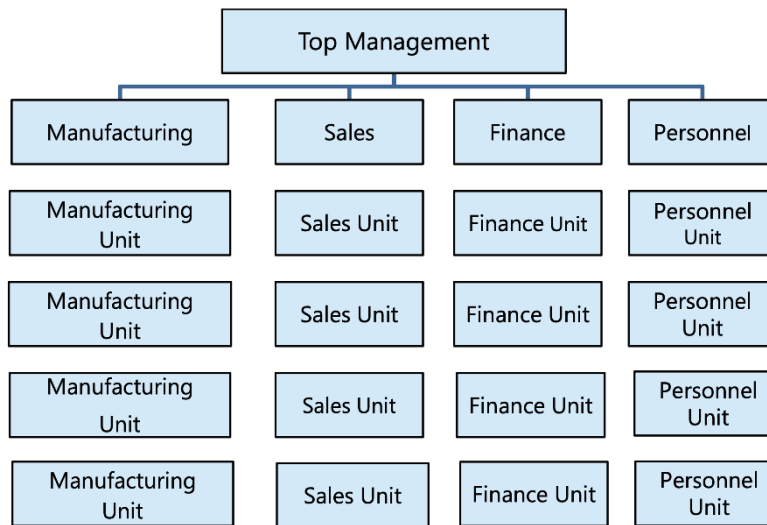 Top Management
Manufacturing
Sales
Finance
Personnel
Manufacturing
Unit
Sales Unit
Finance Unit
Personnel
Unit
Manufacturing
Unit
Sales Unit
Finance Unit
Personnel
Unit
Manufacturing
Unit
Sales Unit
Finance Unit
Personnel
Unit
Manufacturing
Unit
Sales Unit
Finance Unit
Personnel
Unit